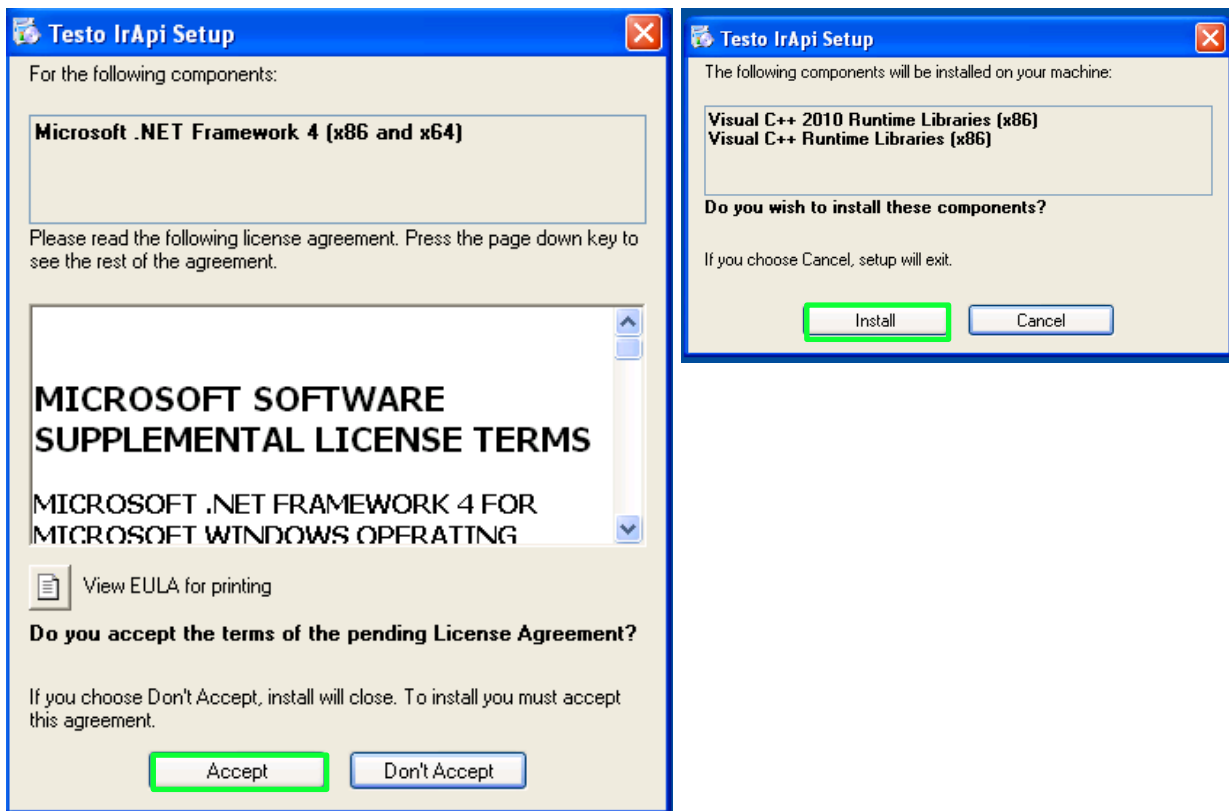 Testo IrApi Setup
For the following components:
Microsoft .NET Framework 4 (x86 and x64)
Please read the following license agreement. Press the page down key to
see the rest of the agreement.
MICROSOFT SOFTWARE
SUPPLEMENTAL LICENSE TERMS
MICROSOFT .NET FRAMEWORK 4 FOR
MICROSOFT WINDOWS OPERATING
View EULA for printing
Do you accept the terms of the pending License Agreement?
If you choose Don't Accept, install will close. To install you must accept
this agreement.
Accept
Don't Accept
Testo IrApi Setup
The following components will be installed on your machine:
Visual C++ 2010 Runtime Libraries (x86)
Visual C++ Runtime Libraries (x86)
Do you wish to install these components?
If you choose Cancel, setup will exit.
Install
Cancel